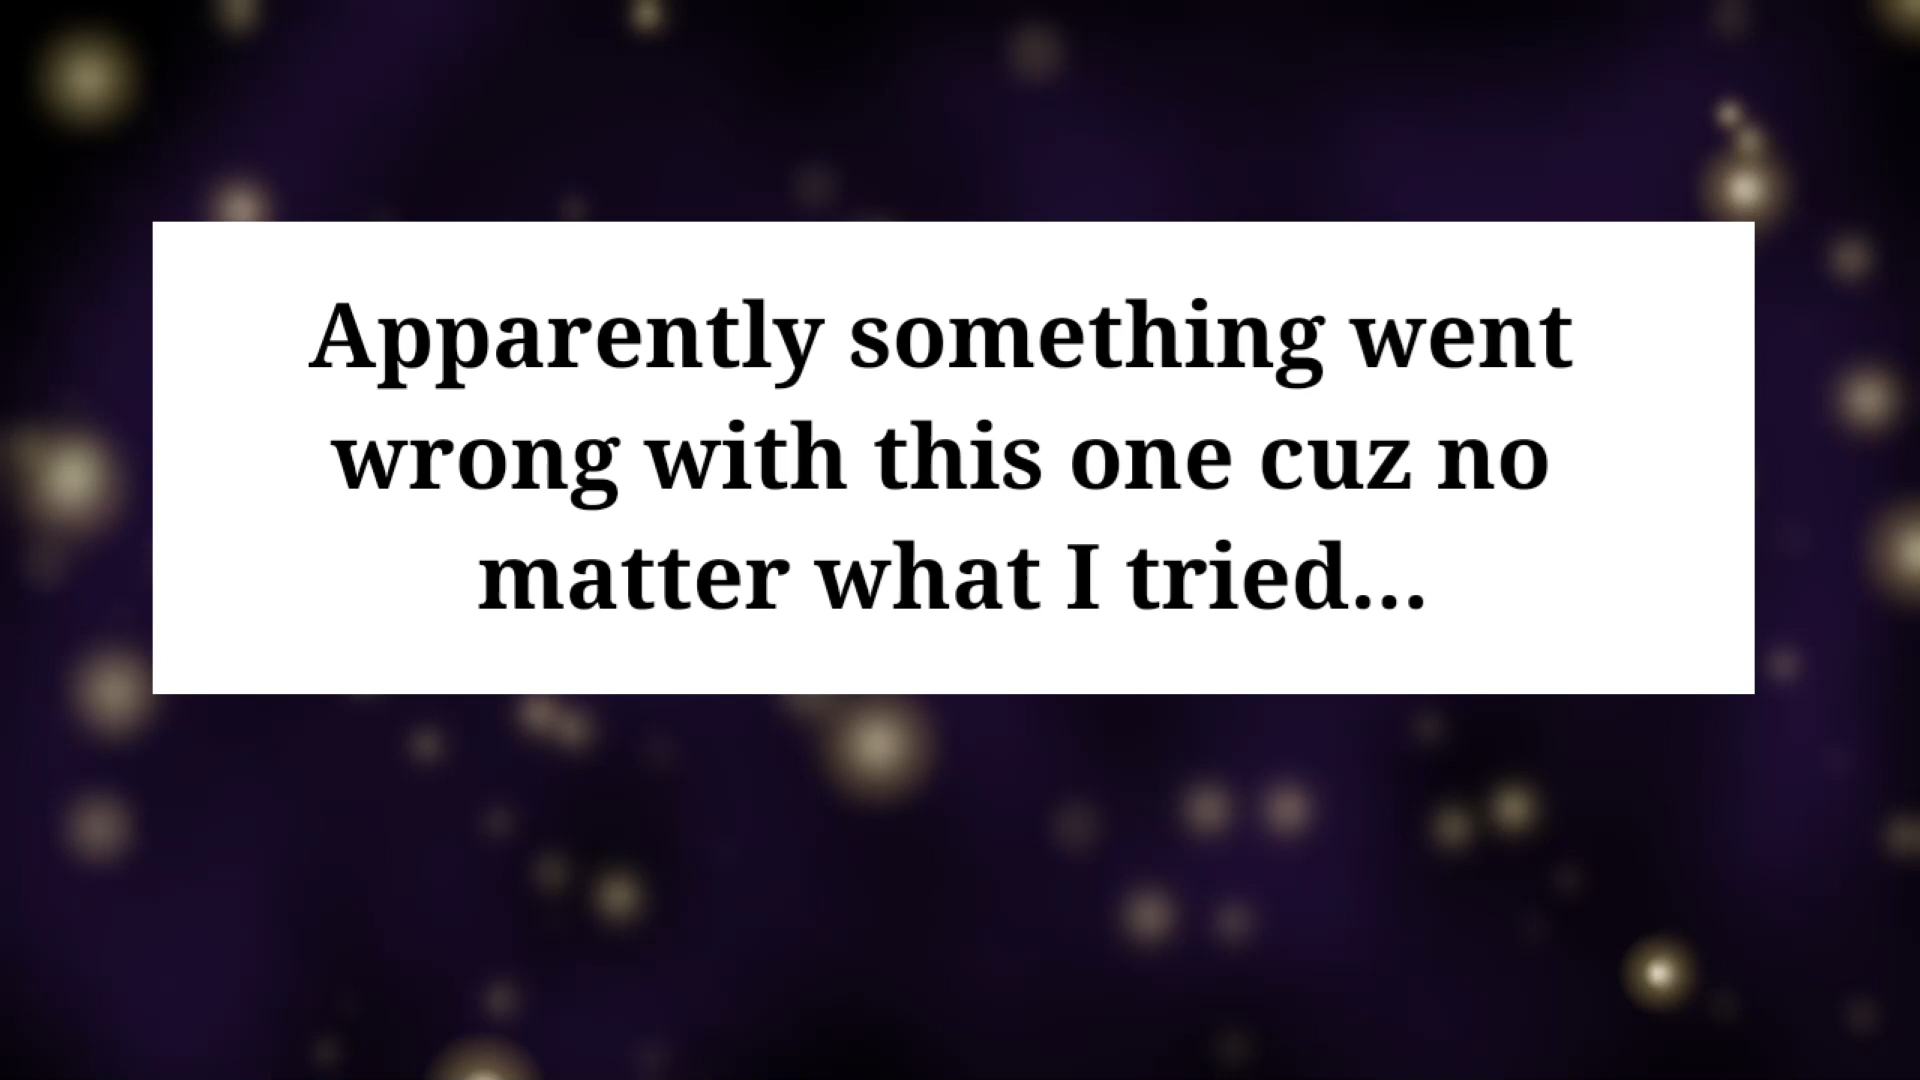 Apparently something went
wrong with this one cuz no
matter what I tried...